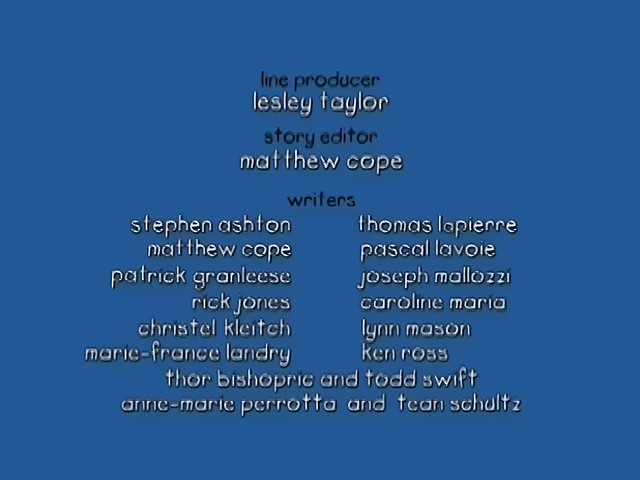 line producer
lesley taylor
story editor
matthew cope
writers
stephen ashton thomas lapierre
matthew cope pascal lavoie
patrick granleese joseph mallozzi
rick jones caroline maria
christel kleitch lynn mason
marie-france landry ken ross
thor bishopric and todd swift
anne-marie perrotta and tean schultz